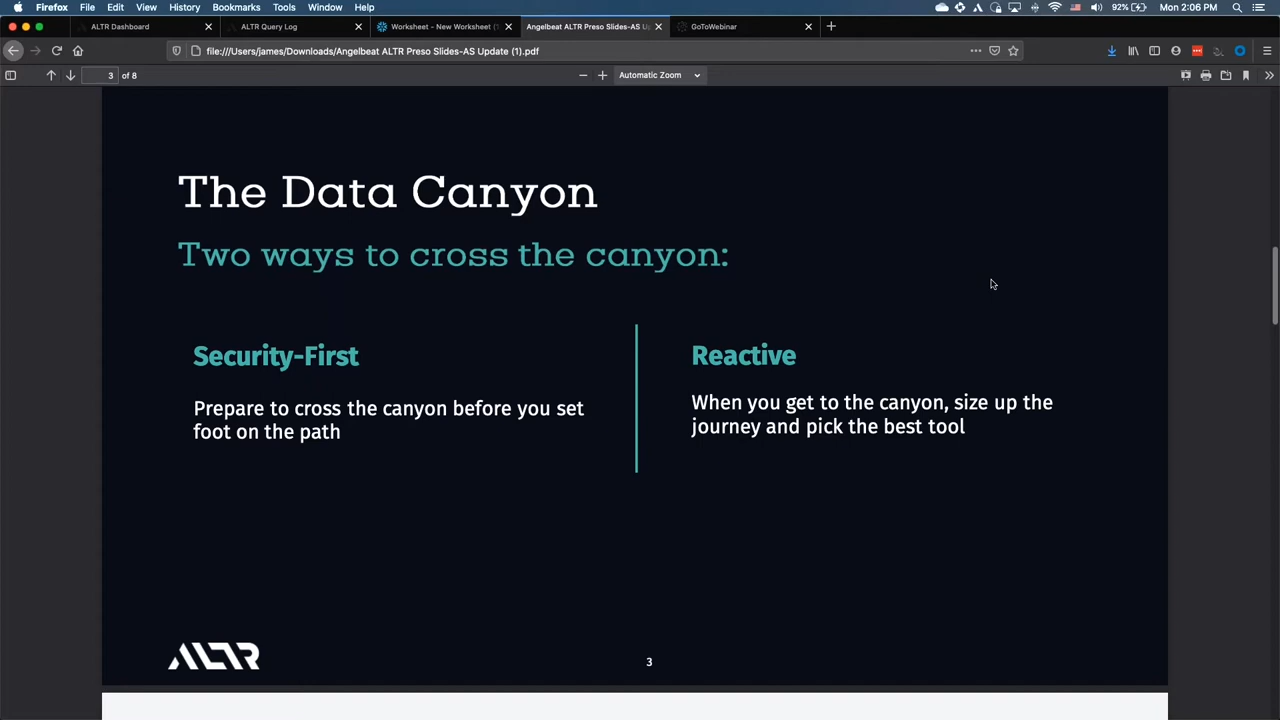 Firefox File Edit View History Bookmarks Tools Window Help 92% Mon 2:06 PM
ALTR Dashboard ALTR Query Log Worksheet - New Worksheet (1 Angelbeat ALTR Preso Slides-AS Up GoToWebinar
file:///Users/james/Downloads/Angelbeat ALTR Preso Slides-AS Update (1).pdf
3 of 8 Automatic Zoom
The Data Canyon
Two ways to cross the canyon:
Security-First
Prepare to cross the canyon before you set
foot on the path
Reactive
When you get to the canyon, size up the
journey and pick the best tool
ALTR
3